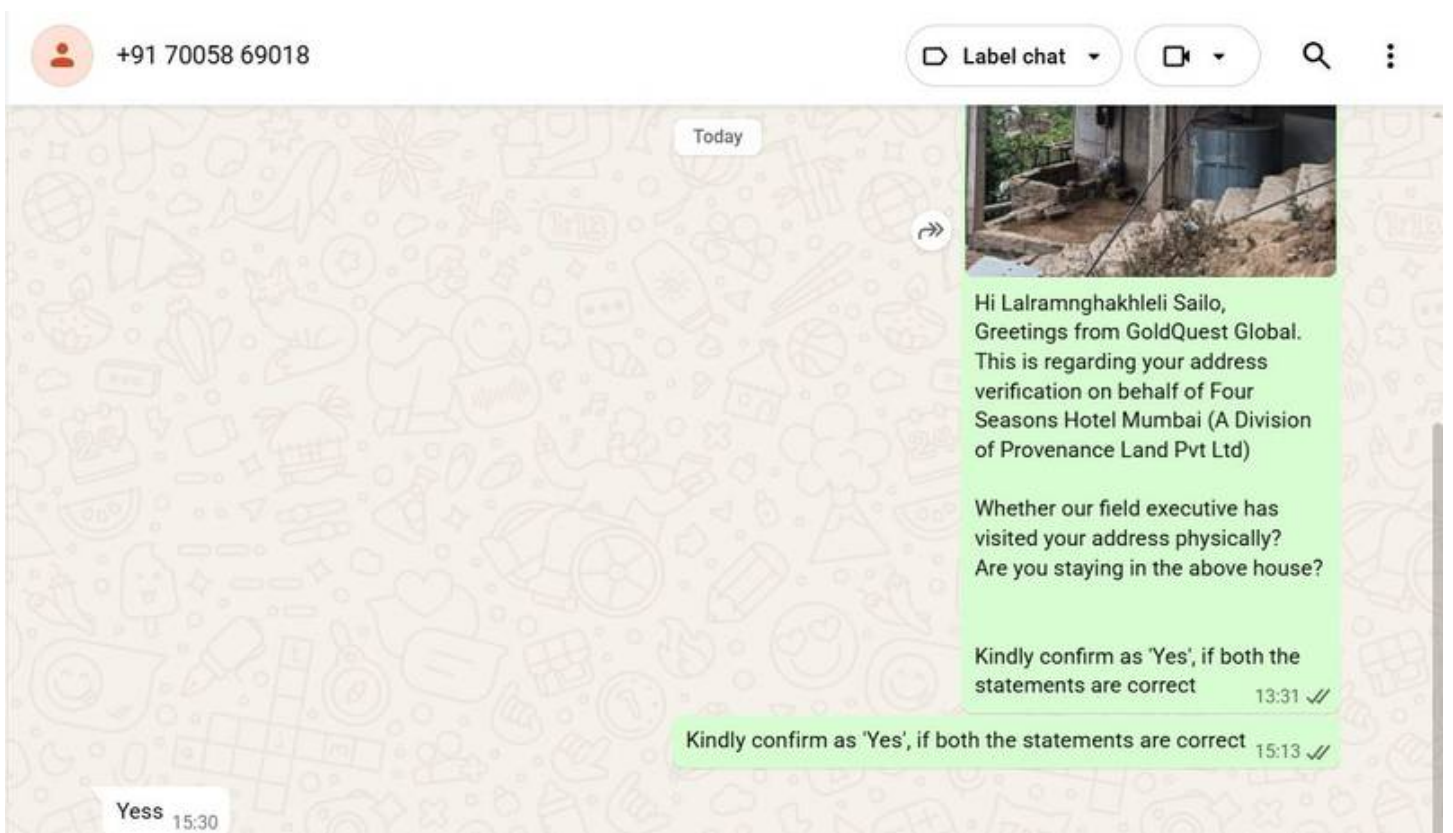 +91 70058 69018
Label chat
Today
Hi Lalramnghakhleli Sailo,
Greetings from GoldQuest Global.
This is regarding your address
verification on behalf of Four
Seasons Hotel Mumbai (A Division
of Provenance Land Pvt Ltd)
Whether our field executive has
visited your address physically?
Are you staying in the above house?
Kindly confirm as 'Yes', if both the
statements are correct 13:31
Kindly confirm as 'Yes', if both the statements are correct 15:13
Yess 15:30